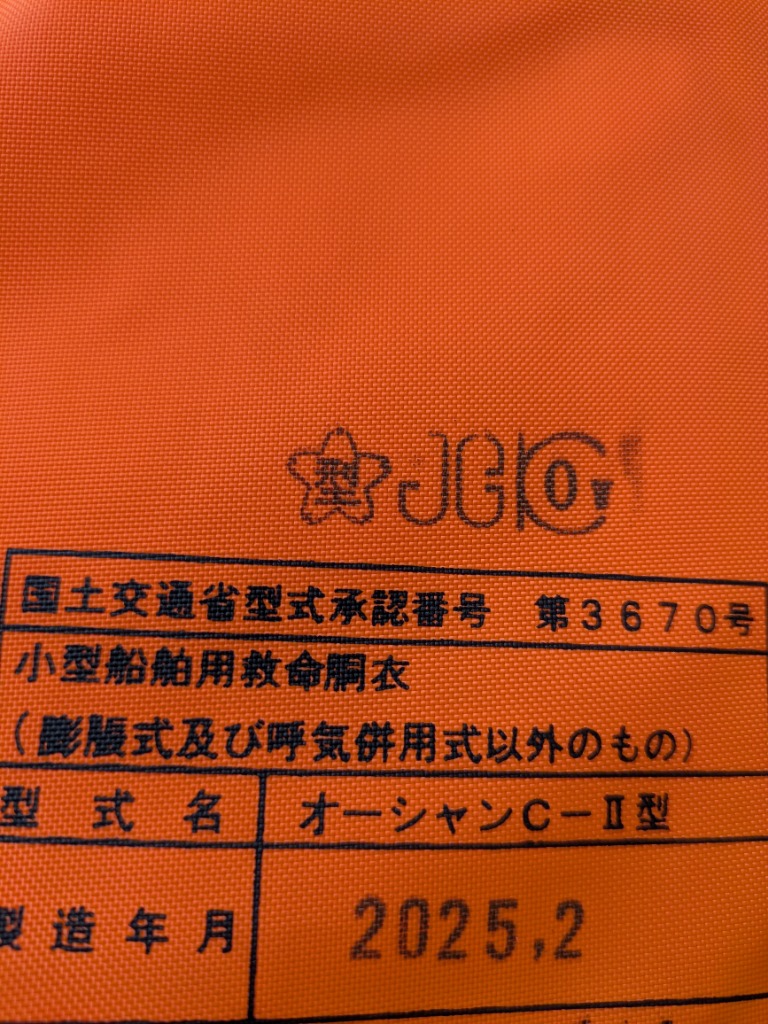 型 JCI
国土交通省型式承認番号 第3670号
小型船舶用救命胴衣
(膨脹式及び呼気併用式以外のもの)
型式名 オーシャンC-Ⅱ型
製造年月 2025,2